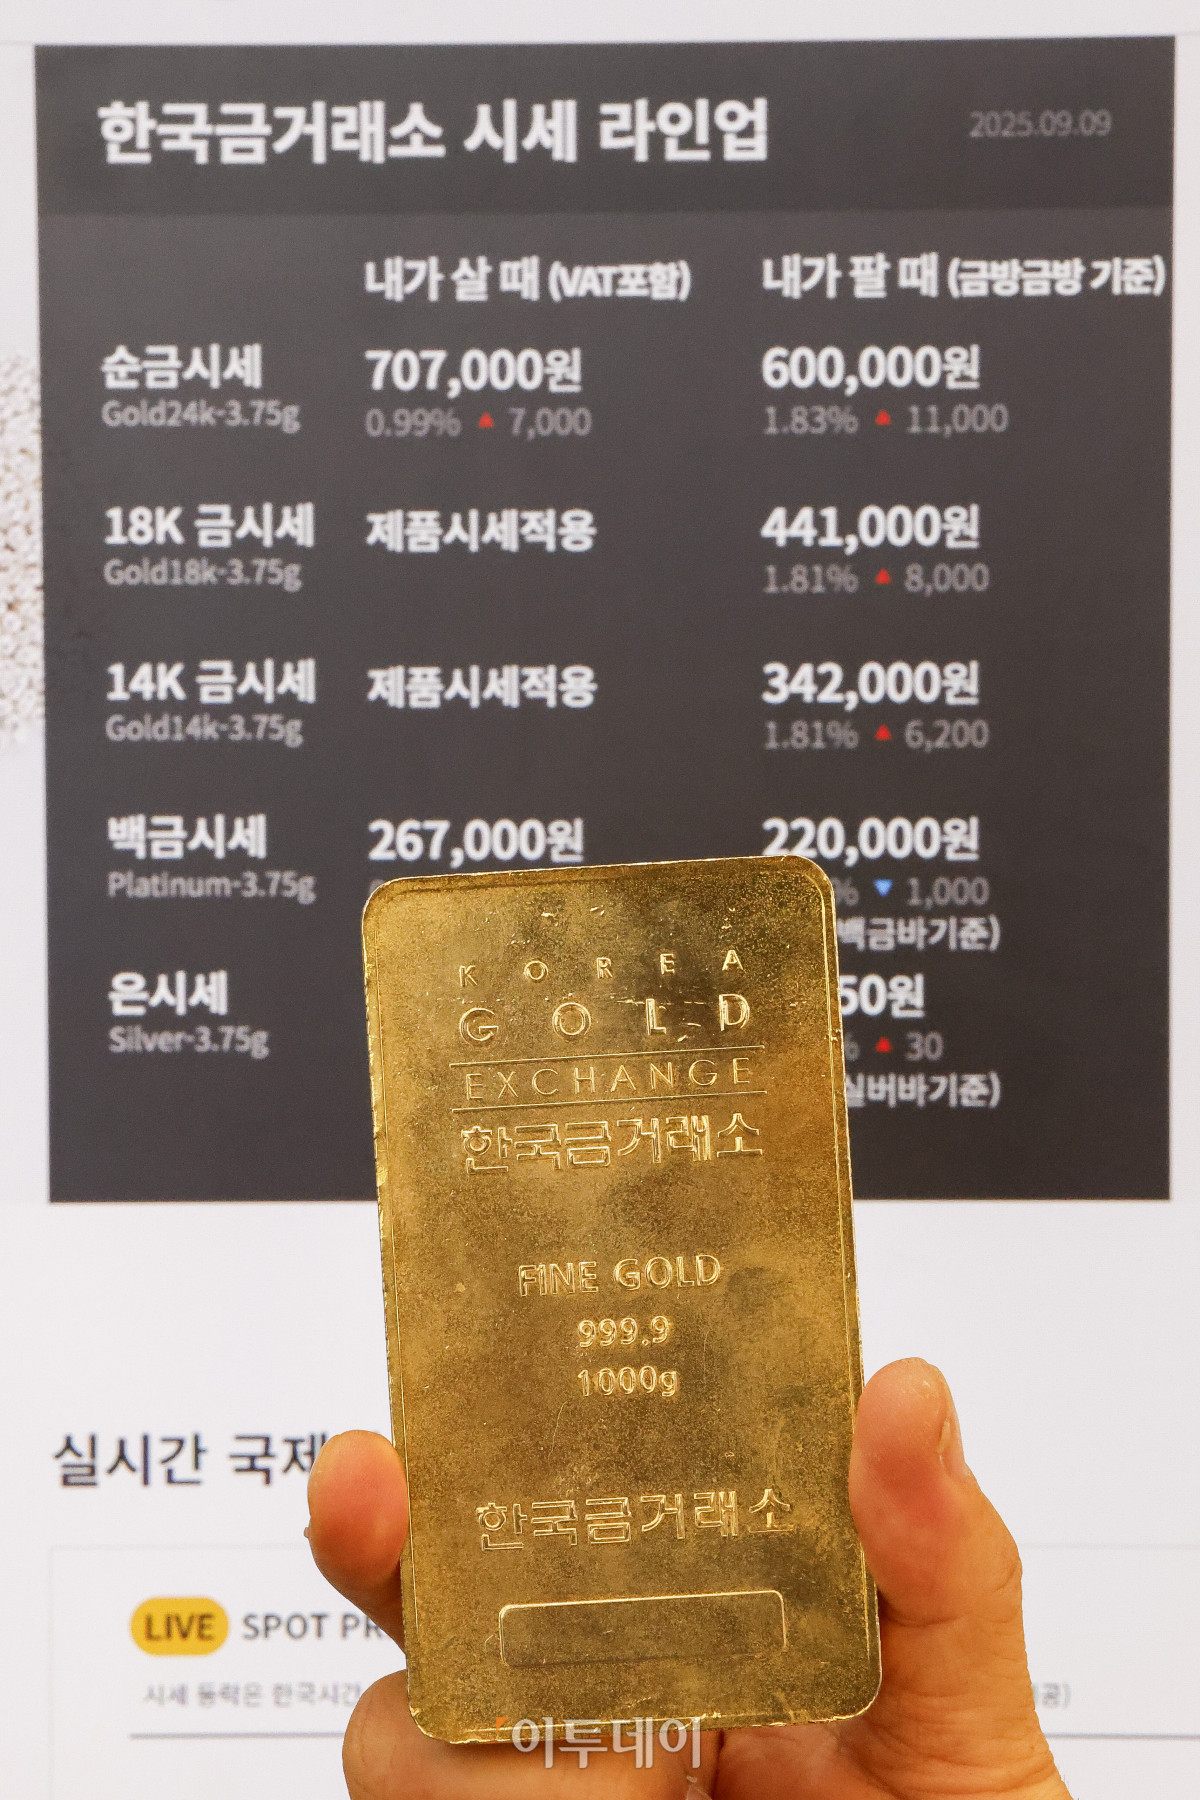 한국금거래소 시세 라인업 2025.09.09
내가 살 때 (VAT포함) 내가 팔 때 (금방금방 기준)
순금시세 707,000원 600,000원
Gold24k-3.75g 0.99% ▲ 7,000 1.83% ▲ 11,000
18K 금시세 제품시세적용 441,000원
Gold18k-3.75g 1.81% ▲ 8,000
14K 금시세 제품시세적용 342,000원
Gold14k-3.75g 1.81% ▲ 6,200
백금시세 267,000원 220,000원
Platinum-3.75g % ▼ 1,000
백금바기준)
은시세 50원
Silver-3.75g ▲ 30
실버바기준)
KOREA
GOLD
EXCHANGE
한국금거래소
FINE GOLD
999.9
1000g
한국금거래소
실시간 국제
LIVE SPOT PR
시세 등락은 한국시간
이투데이